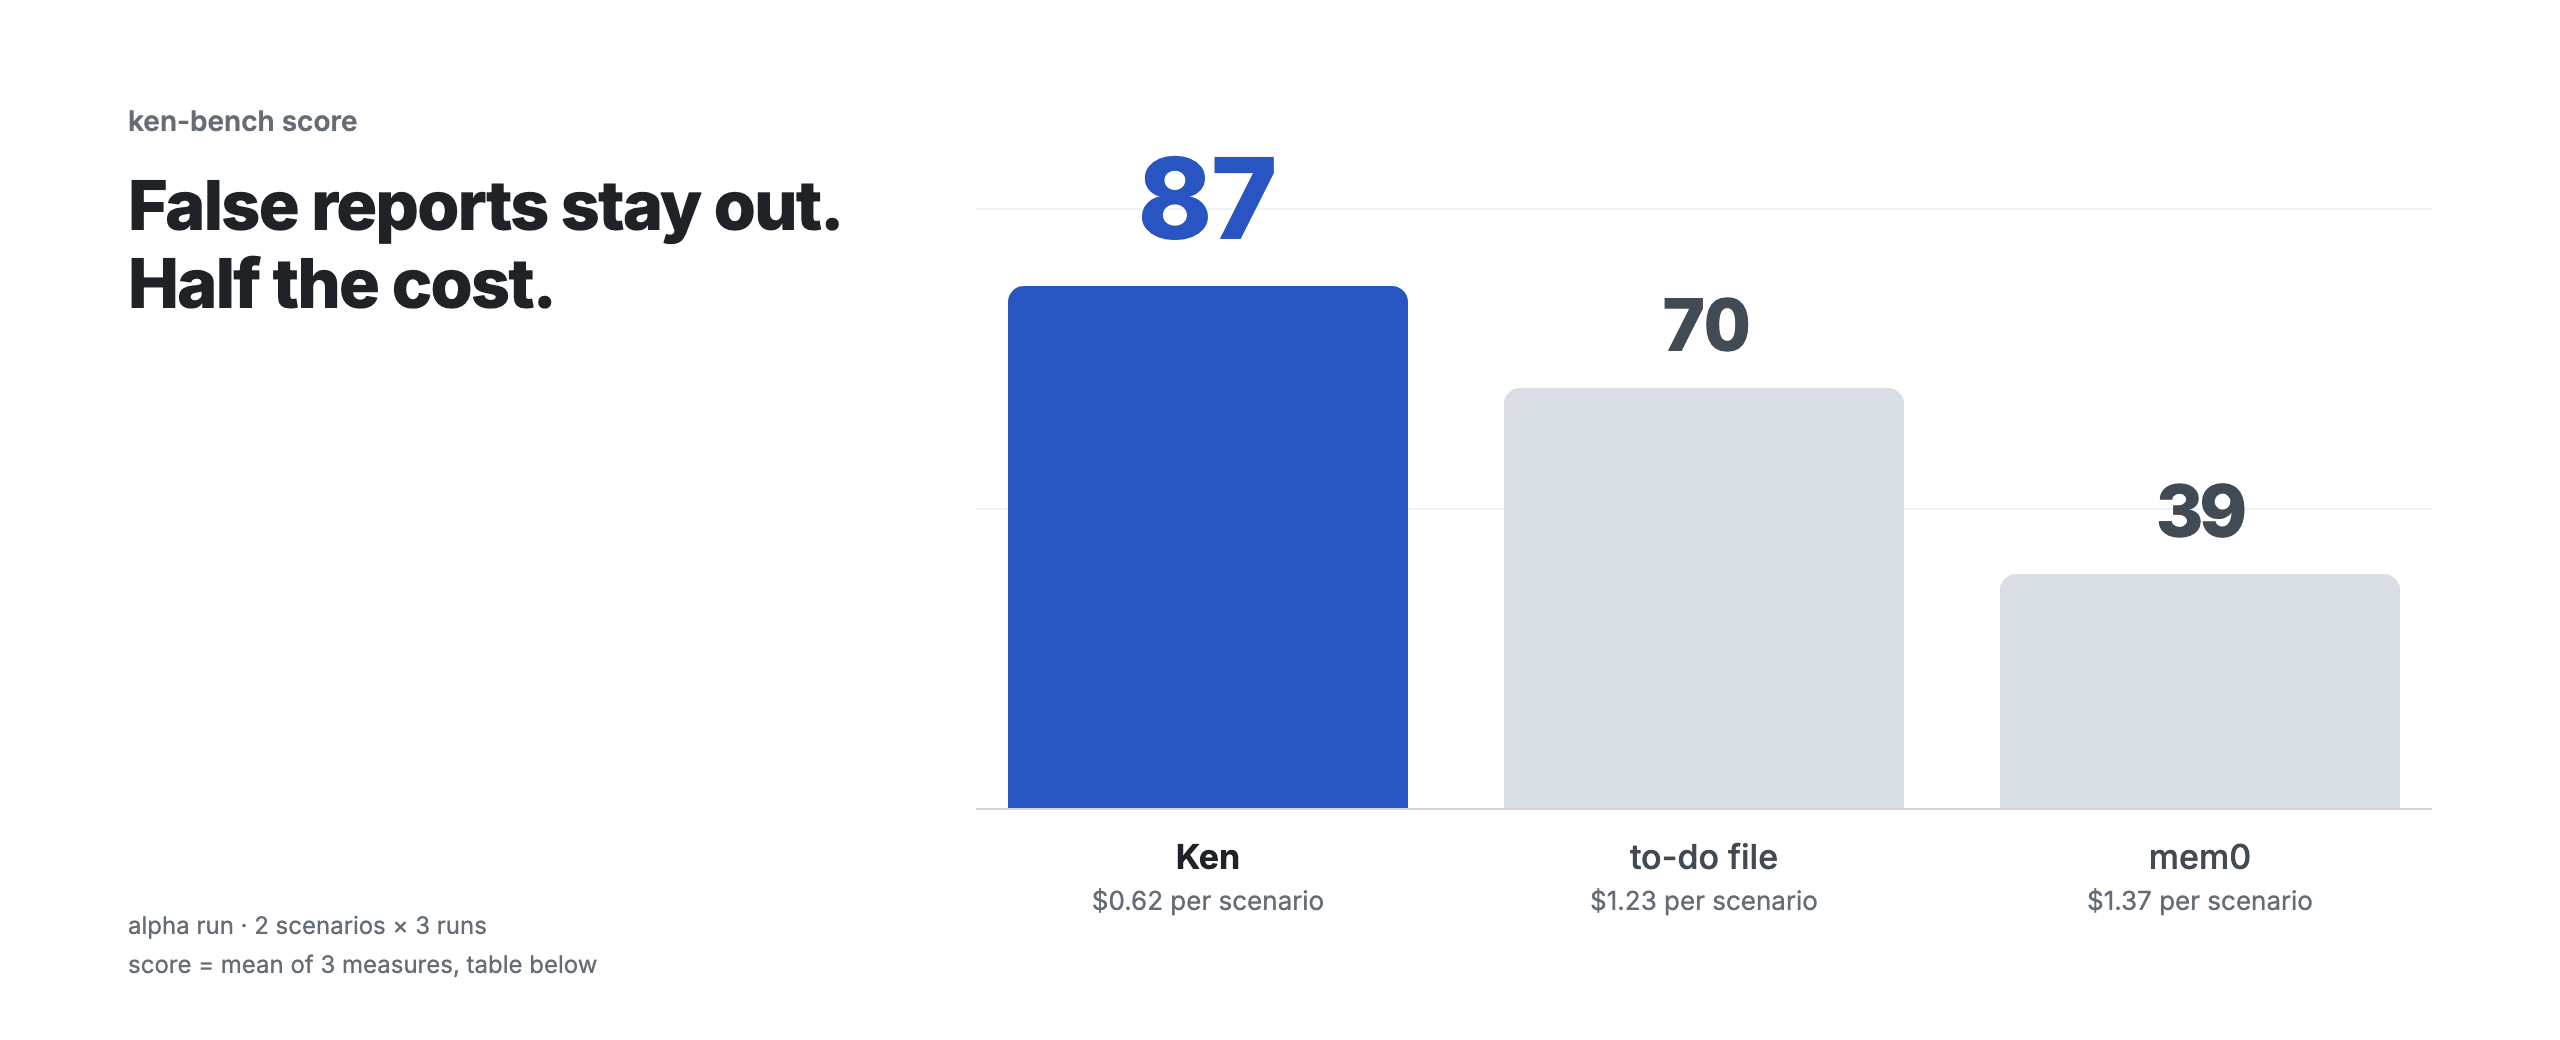 ken-bench score
False reports stay out.
Half the cost.
87
70
39
Ken
$0.62 per scenario
to-do file
$1.23 per scenario
mem0
$1.37 per scenario
alpha run · 2 scenarios × 3 runs
score = mean of 3 measures, table below